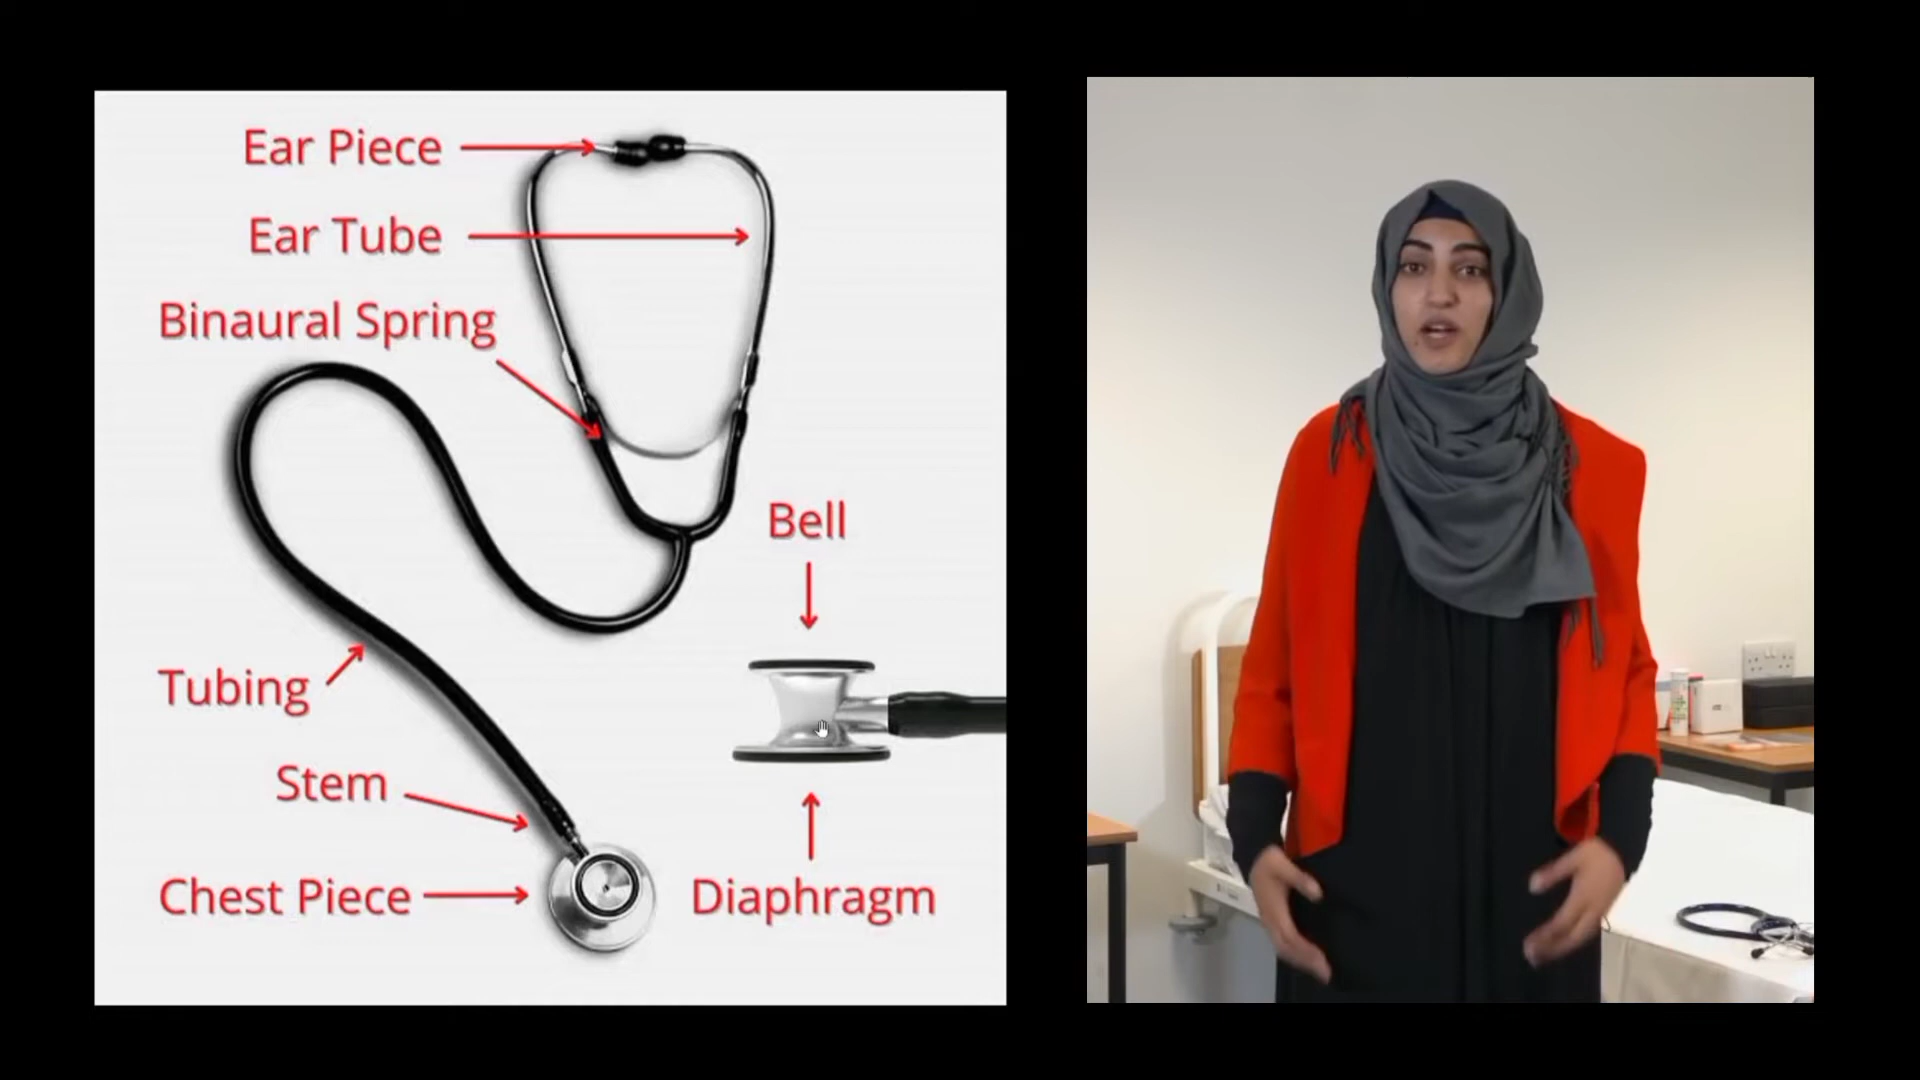 Ear Piece
Ear Tube
Binaural Spring
Bell
Tubing
Stem
Chest Piece
Diaphragm